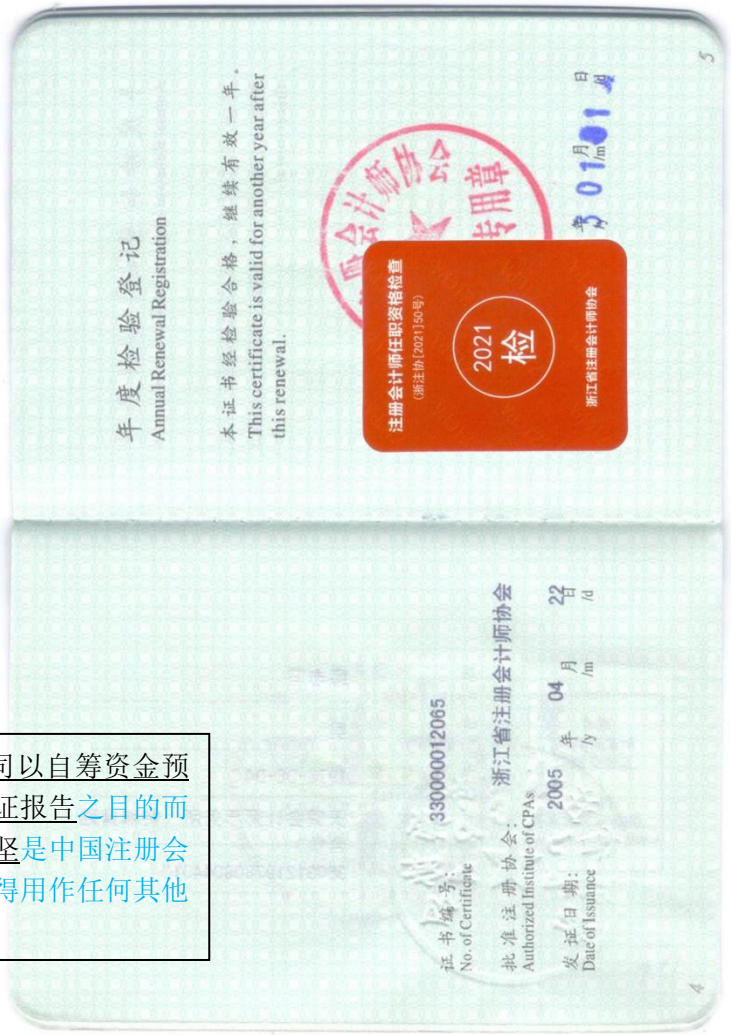 年度检验登记
Annual Renewal Registration
本证书经检验合格，继续有效一年。
This certificate is valid for another year after
this renewal.
注册会计师任职资格检查
(浙注协[2021]50号)
2021
检
浙江省注册会计师协会
专用章
年 月 日
/y /m /d
5
证书编号： 330000012065
No. of Certificate
批准注册协会： 浙江省注册会计师协会
Authorized Institute of CPAs
发证日期： 2005 年 04 月 22 日
Date of Issuance /y /m /d
4
司以自筹资金预
证报告之目的而
坚是中国注册会
得用作任何其他